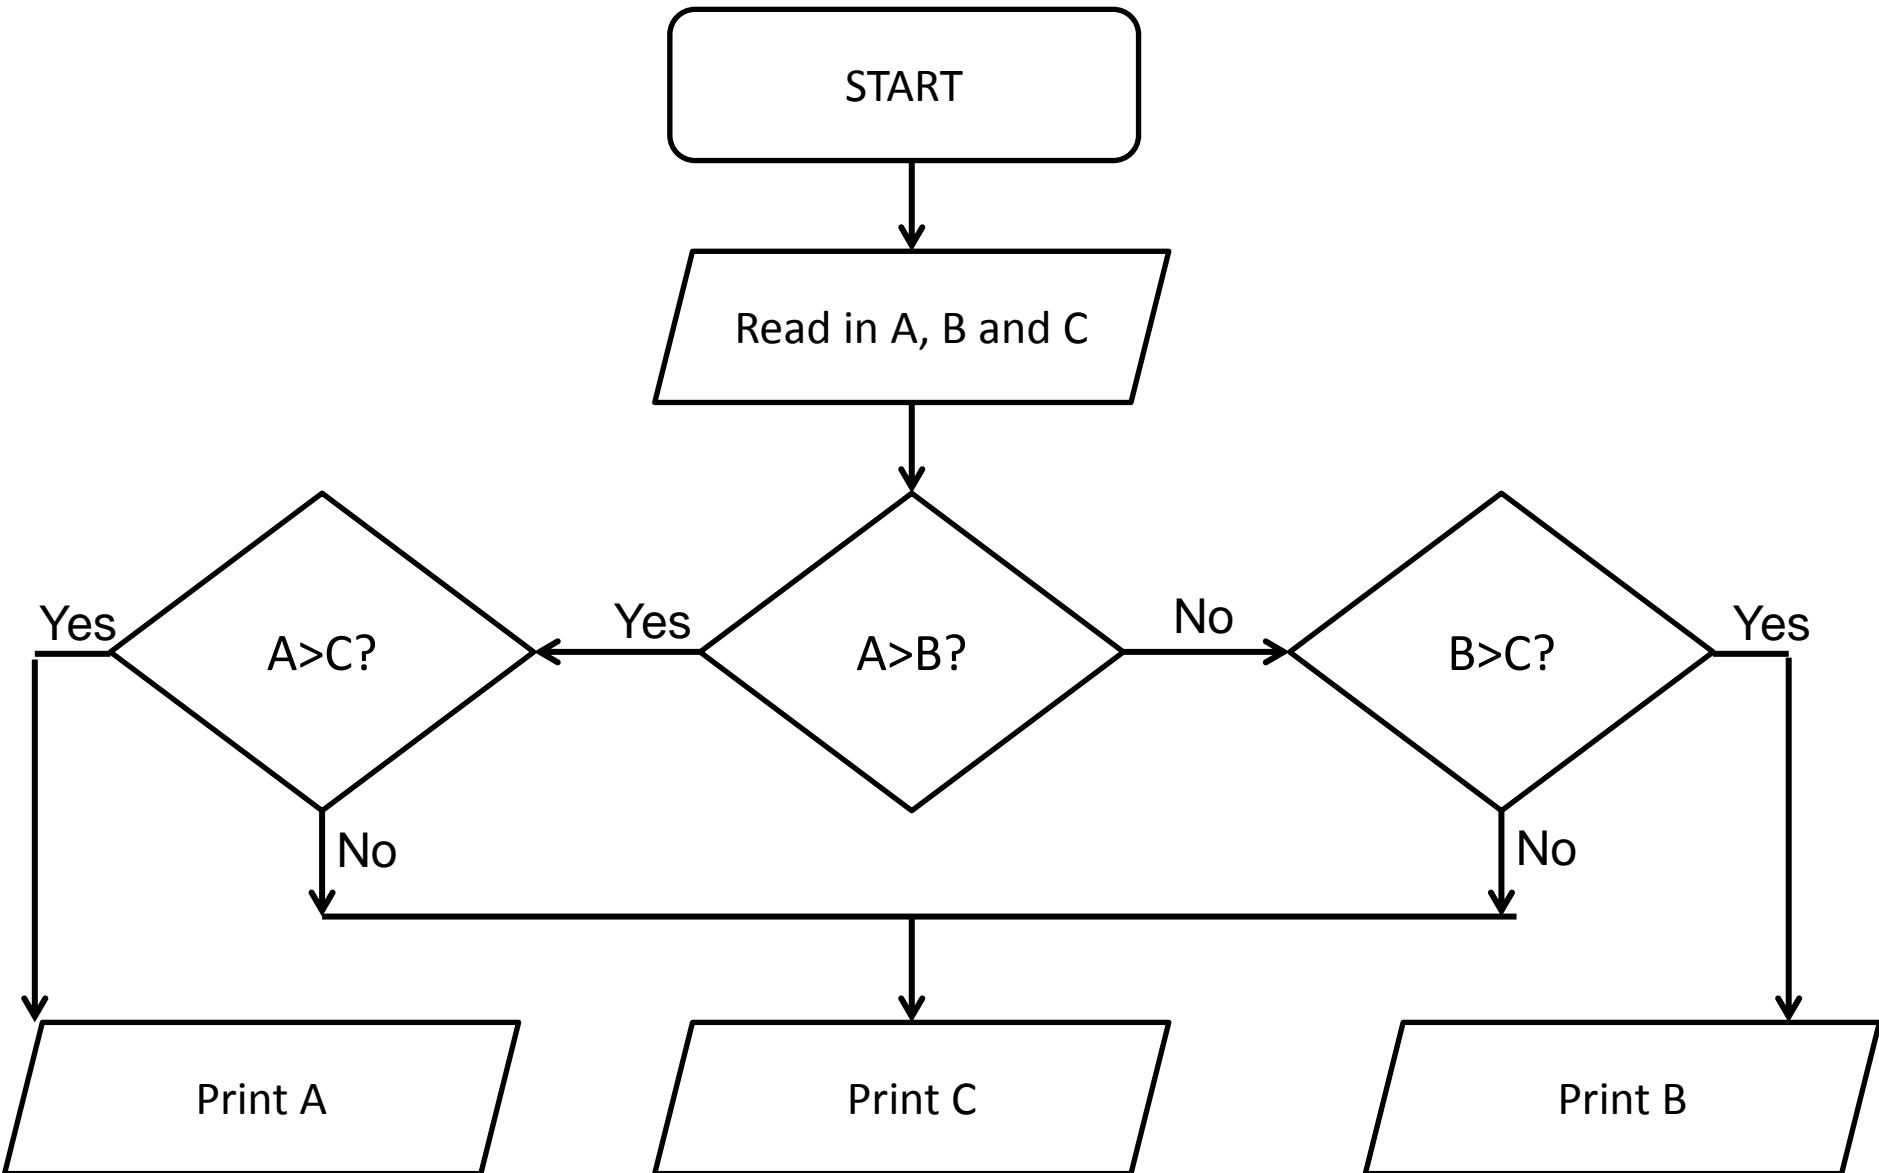 START
Read in A, B and C
Yes
A>C?
Yes
A>B?
No
B>C?
Yes
No
No
Print A
Print C
Print B